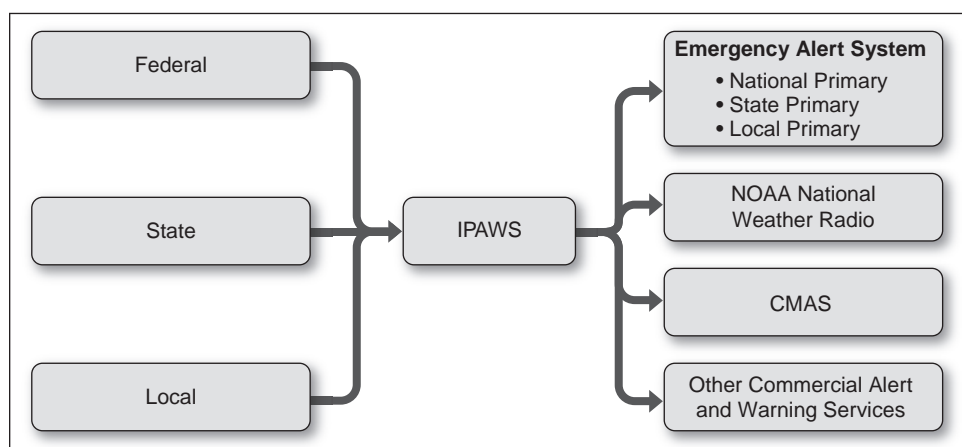 Federal
State
Local
IPAWS
Emergency Alert System
• National Primary
• State Primary
• Local Primary
NOAA National
Weather Radio
CMAS
Other Commercial Alert
and Warning Services